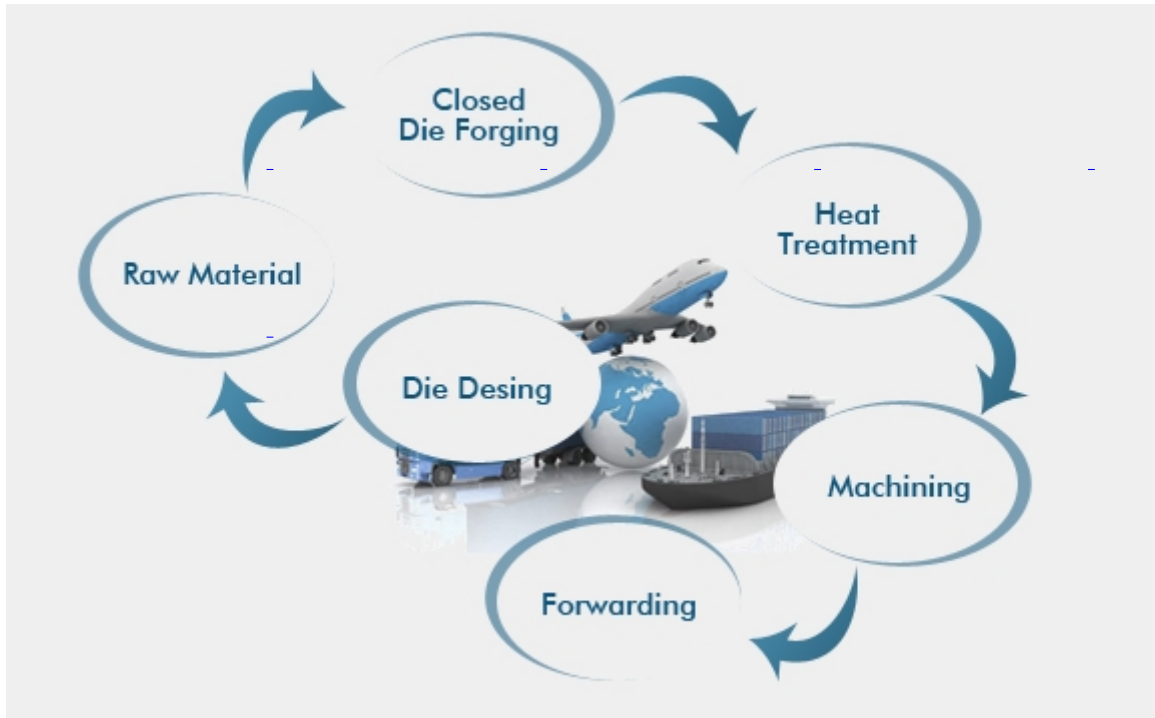 Closed
Die Forging
Heat
Treatment
Raw Material
Die Desing
Machining
Forwarding